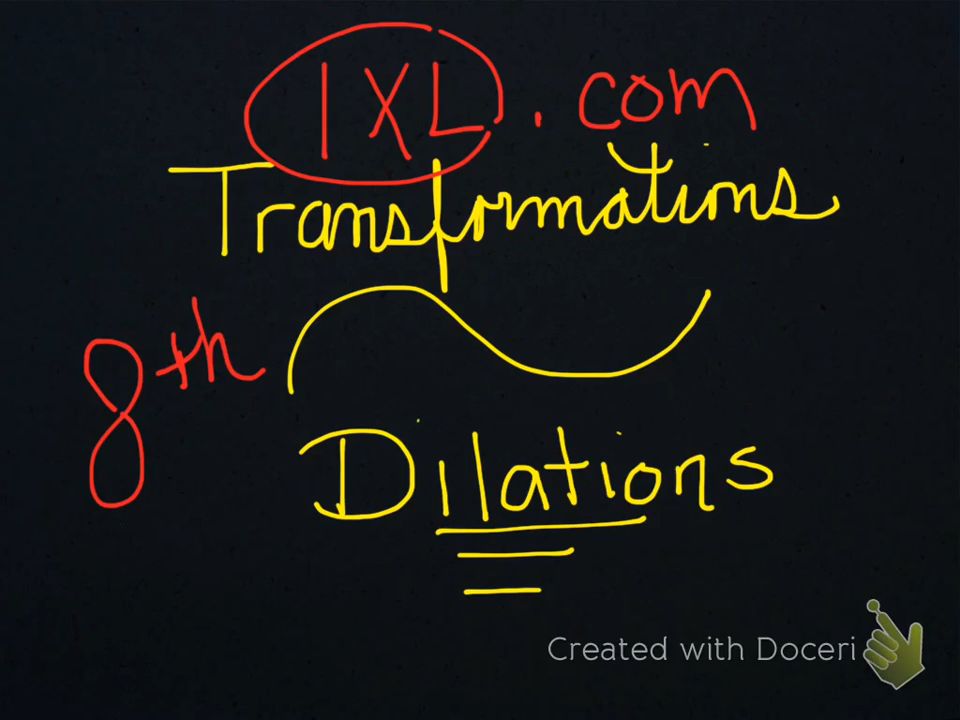 IXL.com
Transformations
8th
Dilations
Created with Doceri